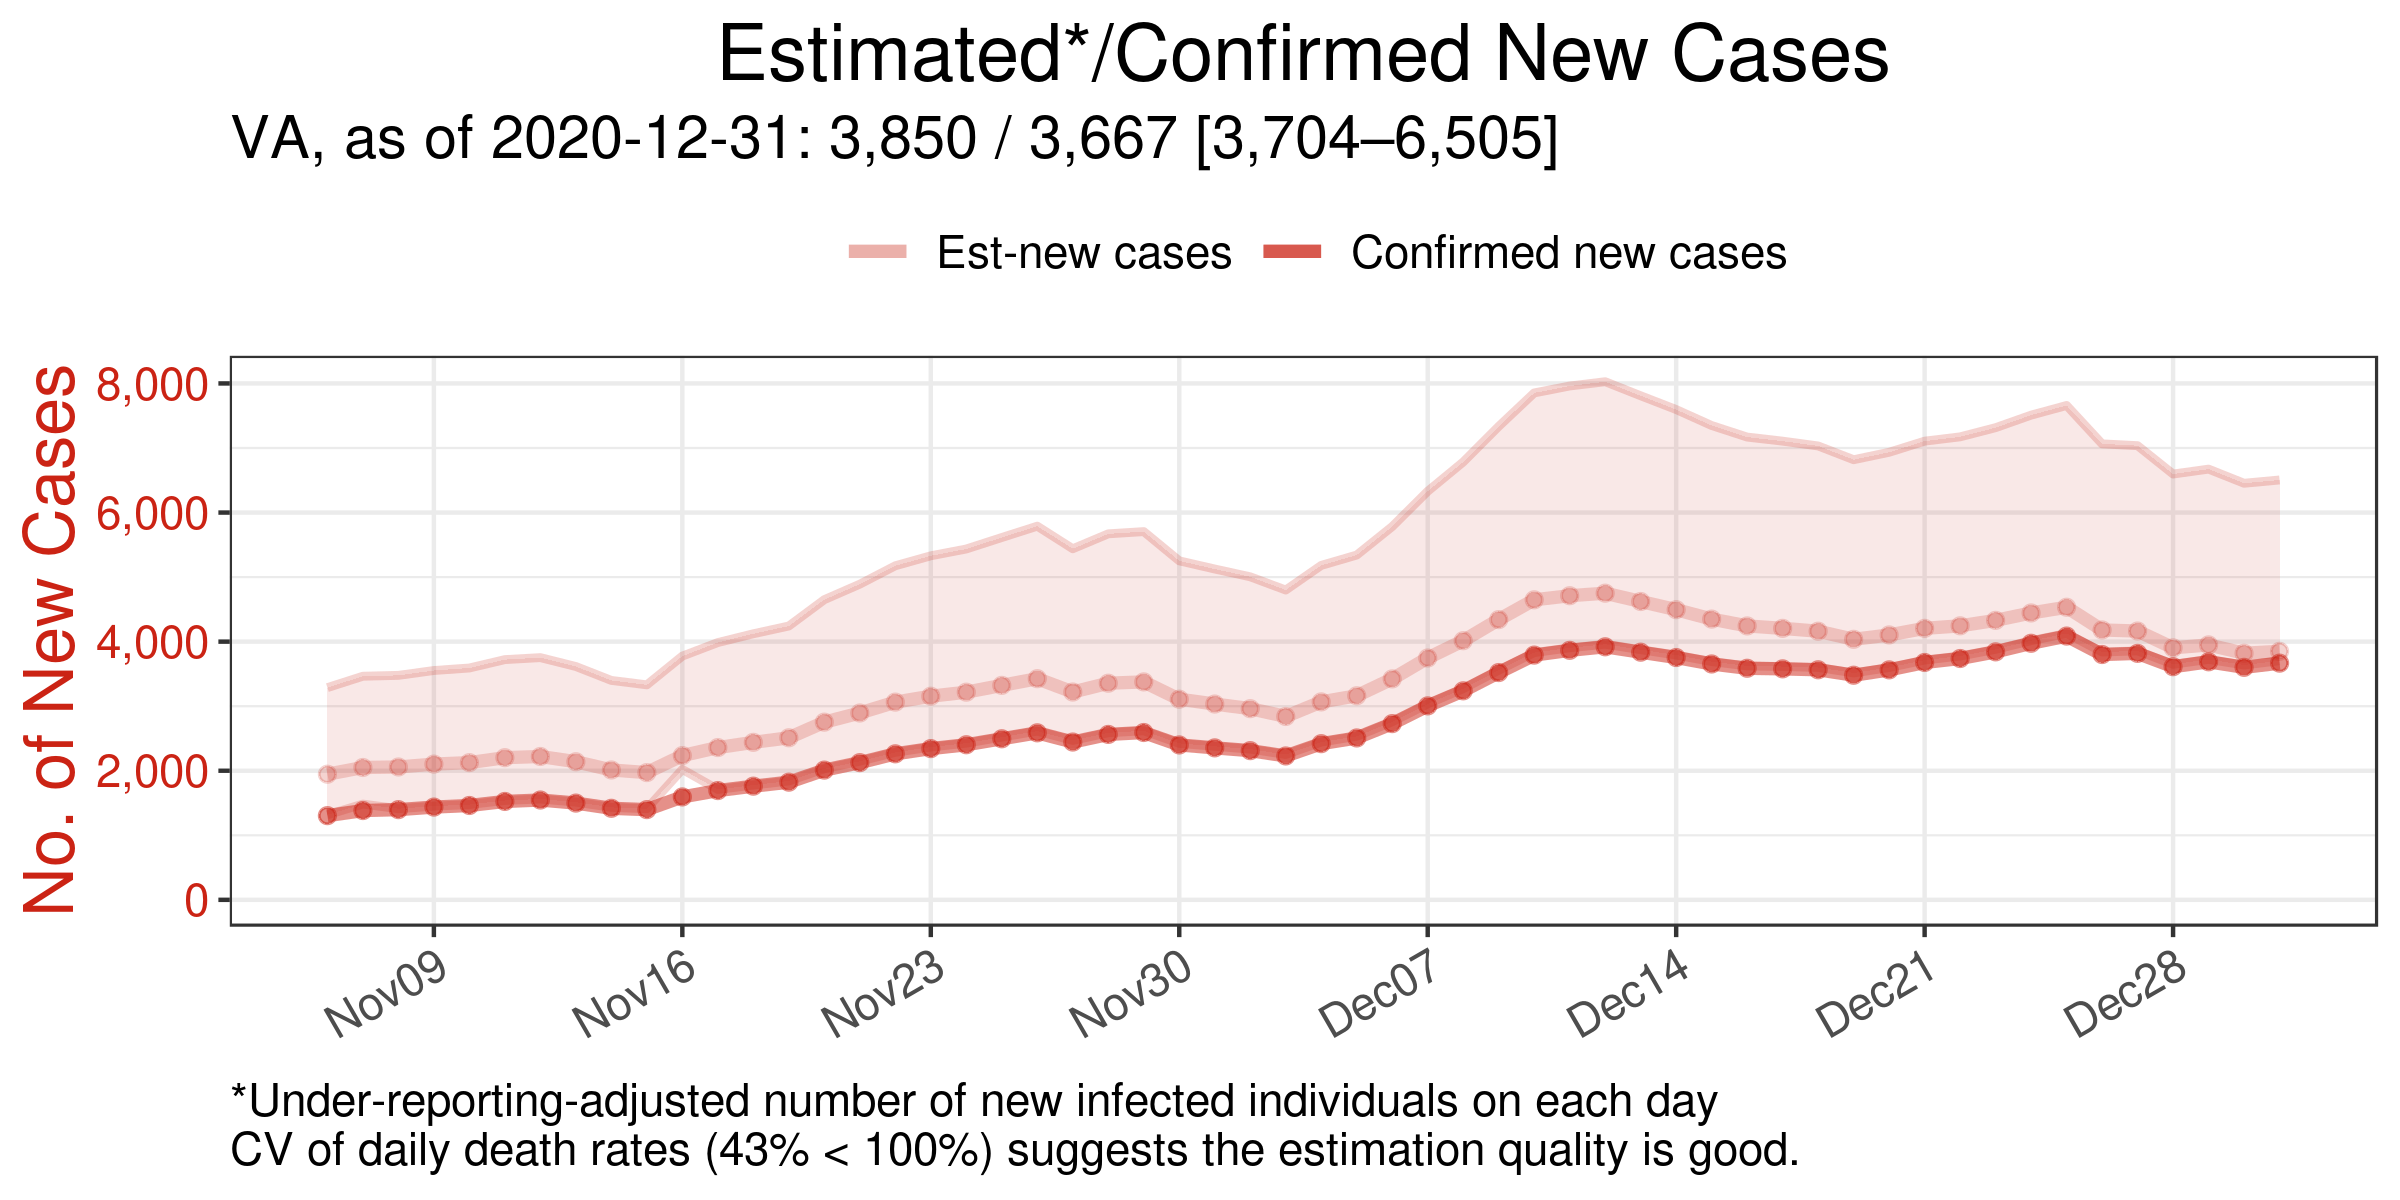 Estimated*/Confirmed New Cases
VA, as of 2020-12-31: 3,850 / 3,667 [3,704–6,505]
Est-new cases
Confirmed new cases
No. of New Cases
8,000
6,000
4,000
2,000
0
Nov09
Nov16
Nov23
Nov30
Dec07
Dec14
Dec21
Dec28
*Under-reporting-adjusted number of new infected individuals on each day
CV of daily death rates (43% < 100%) suggests the estimation quality is good.